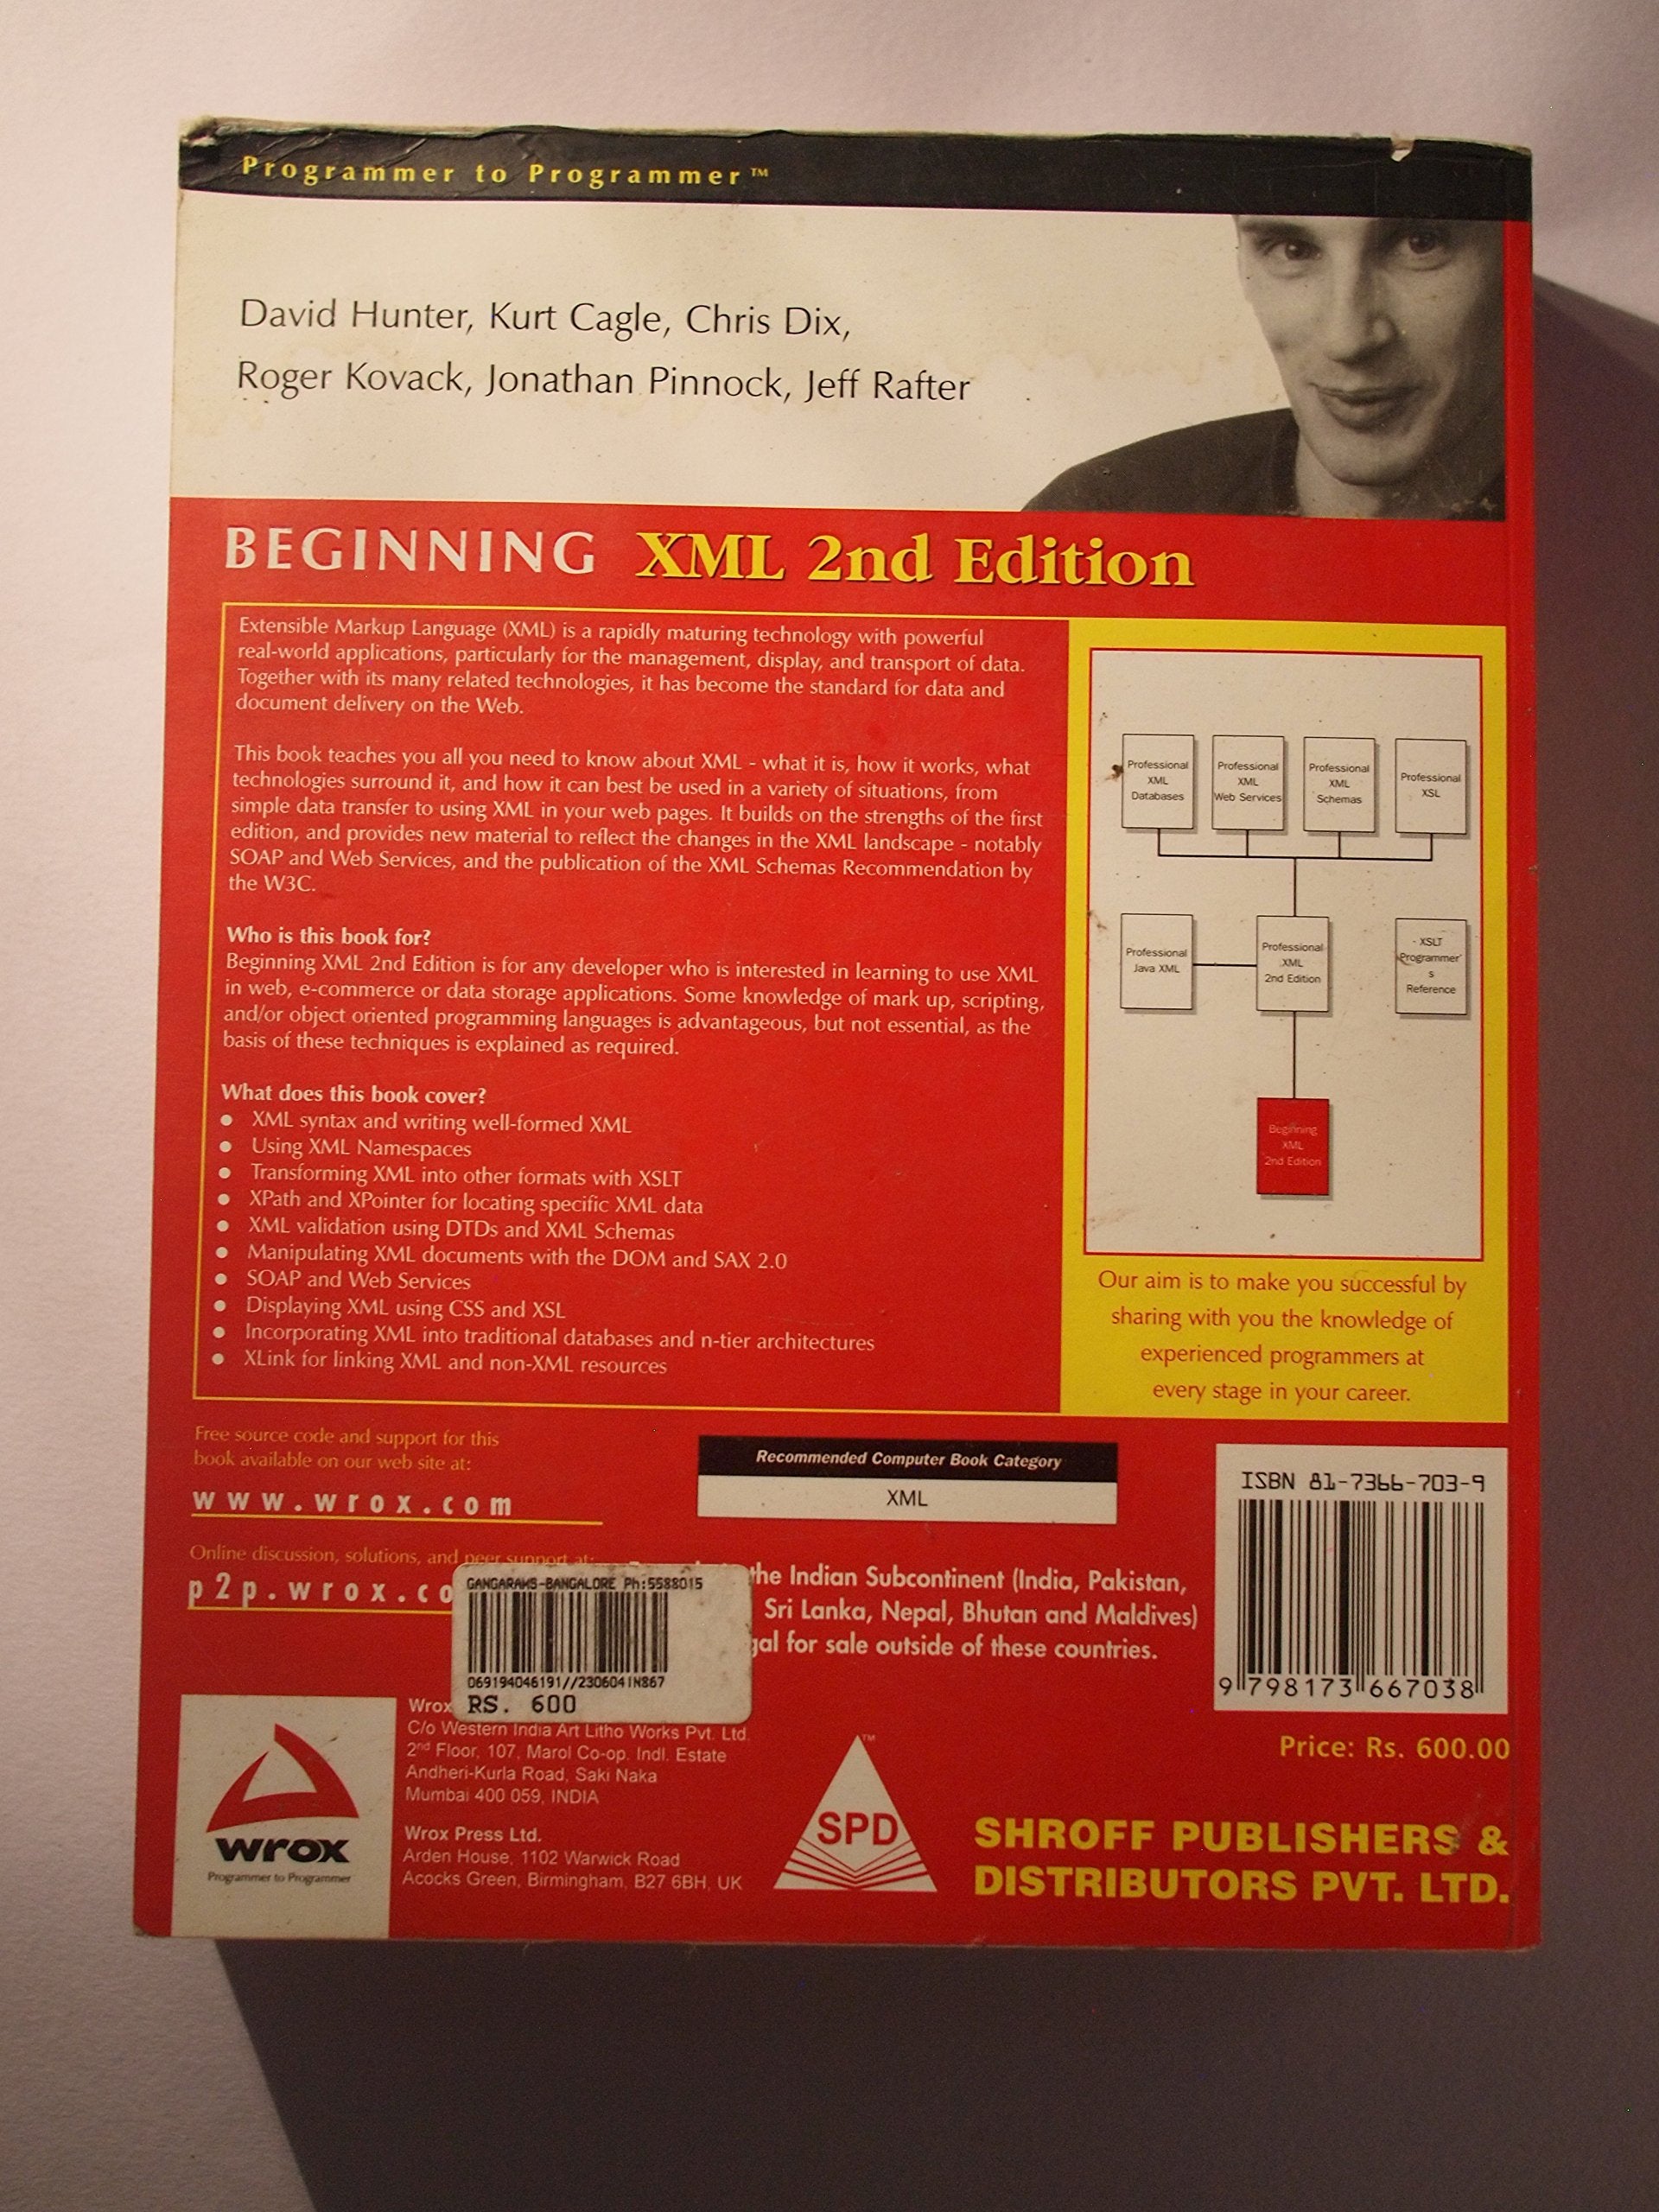 Programmer to Programmer™
David Hunter, Kurt Cagle, Chris Dix,
Roger Kovack, Jonathan Pinnock, Jeff Rafter
BEGINNING XML 2nd Edition
Extensible Markup Language (XML) is a rapidly maturing technology with powerful
real-world applications, particularly for the management, display, and transport of data.
Together with its many related technologies, it has become the standard for data and
document delivery on the Web.
This book teaches you all you need to know about XML - what it is, how it works, what
technologies surround it, and how it can best be used in a variety of situations, from
simple data transfer to using XML in your web pages. It builds on the strengths of the first
edition, and provides new material to reflect the changes in the XML landscape - notably
SOAP and Web Services, and the publication of the XML Schemas Recommendation by
the W3C.
Who is this book for?
Beginning XML 2nd Edition is for any developer who is interested in learning to use XML
in web, e-commerce or data storage applications. Some knowledge of mark up, scripting,
and/or object oriented programming languages is advantageous, but not essential, as the
basis of these techniques is explained as required.
What does this book cover?
● XML syntax and writing well-formed XML
● Using XML Namespaces
● Transforming XML into other formats with XSLT
● XPath and XPointer for locating specific XML data
● XML validation using DTDs and XML Schemas
● Manipulating XML documents with the DOM and SAX 2.0
● SOAP and Web Services
● Displaying XML using CSS and XSL
● Incorporating XML into traditional databases and n-tier architectures
● XLink for linking XML and non-XML resources
Professional
XML
Databases
Professional
XML
Web Services
Professional
XML
Schemas
Professional
XSL
Professional
Java XML
Professional
XML
2nd Edition
XSLT
Programmer'
s
Reference
Beginning
XML
2nd Edition
Our aim is to make you successful by
sharing with you the knowledge of
experienced programmers at
every stage in your career.
Free source code and support for this
book available on our web site at:
www.wrox.com
Online discussion, solutions, and peer support at:
p2p.wrox.co
Recommended Computer Book Category
XML
the Indian Subcontinent (India, Pakistan,
Sri Lanka, Nepal, Bhutan and Maldives)
gal for sale outside of these countries.
GANGARAMS-BANGALORE Ph:5588015
069194046191//230604IN867
RS. 600
ISBN 81-7366-703-9
9 798173 667038
Price: Rs. 600.00
wrox
Programmer to Programmer
Wrox
C/o Western India Art Litho Works Pvt. Ltd.
2nd Floor, 107, Marol Co-op. Indl. Estate
Andheri-Kurla Road, Saki Naka
Mumbai 400 059, INDIA
Wrox Press Ltd.
Arden House, 1102 Warwick Road
Acocks Green, Birmingham, B27 6BH, UK
SPD™
SHROFF PUBLISHERS &
DISTRIBUTORS PVT. LTD.